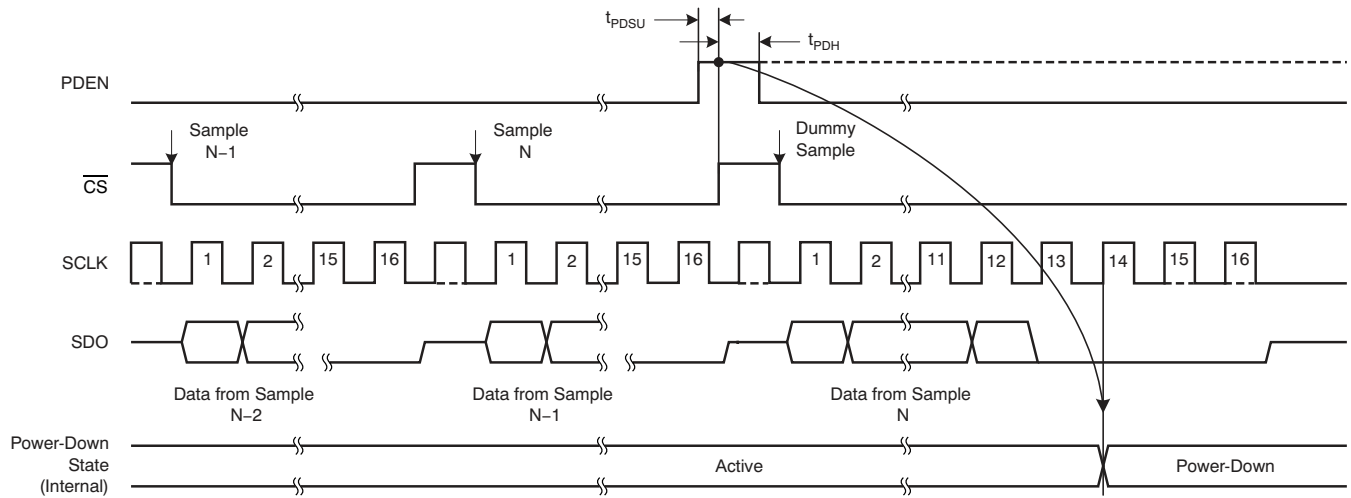 tPDSU
tPDH
PDEN
Sample
N−1
Sample
N
Dummy
Sample
CS
SCLK
1 2 15 16 1 2 15 16 1 2 11 12 13 14 15 16
SDO
Data from Sample
N−2
Data from Sample
N−1
Data from Sample
N
Power-Down
State
(Internal)
Active
Power-Down